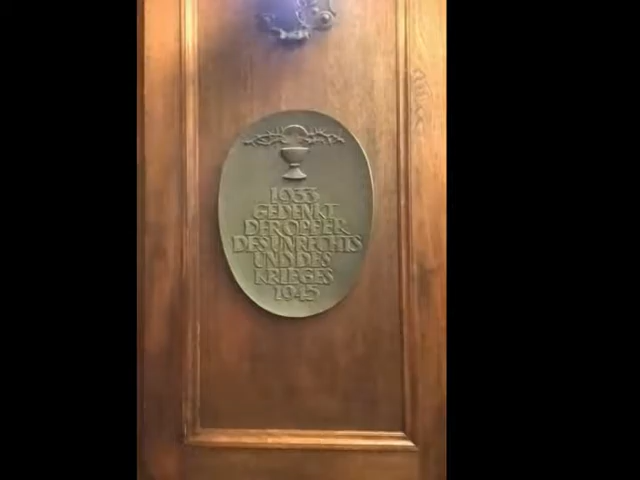 1933
GEDENKT
DER OPFER
DES UNRECHTS
UND DES
KRIEGES
1945